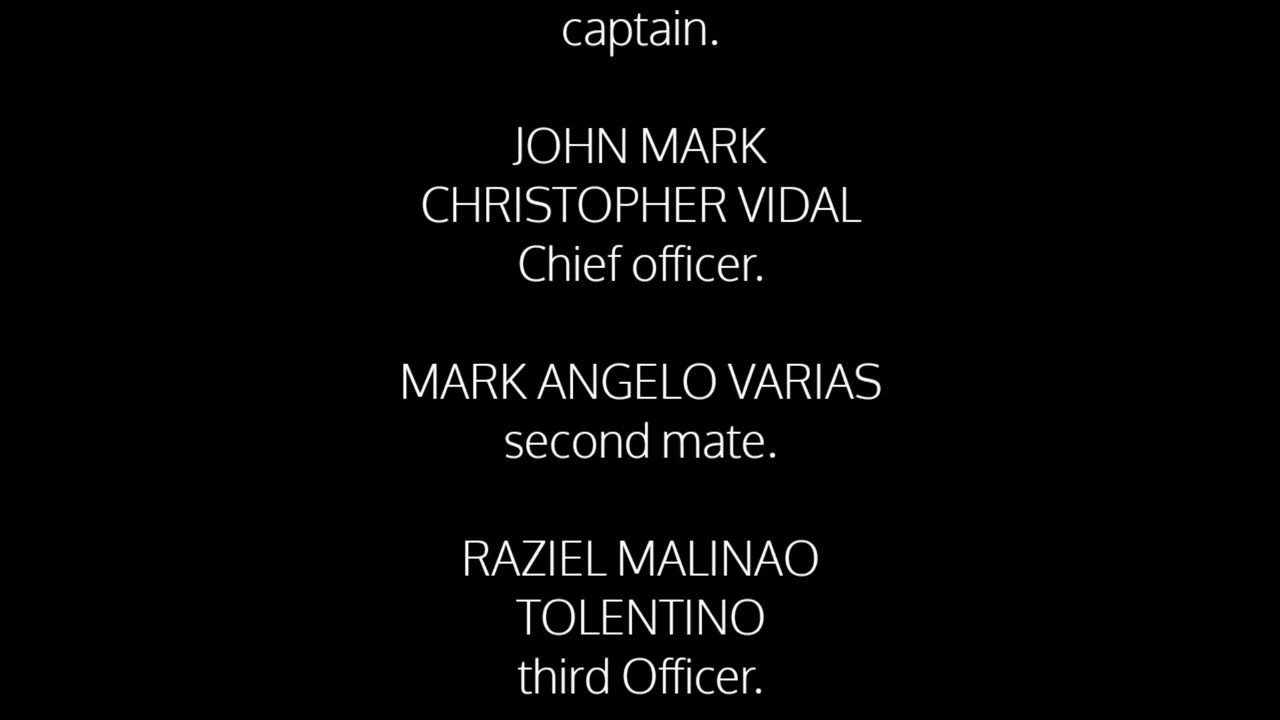 captain.
JOHN MARK
CHRISTOPHER VIDAL
Chief officer.
MARK ANGELO VARIAS
second mate.
RAZIEL MALINAO
TOLENTINO
third Officer.